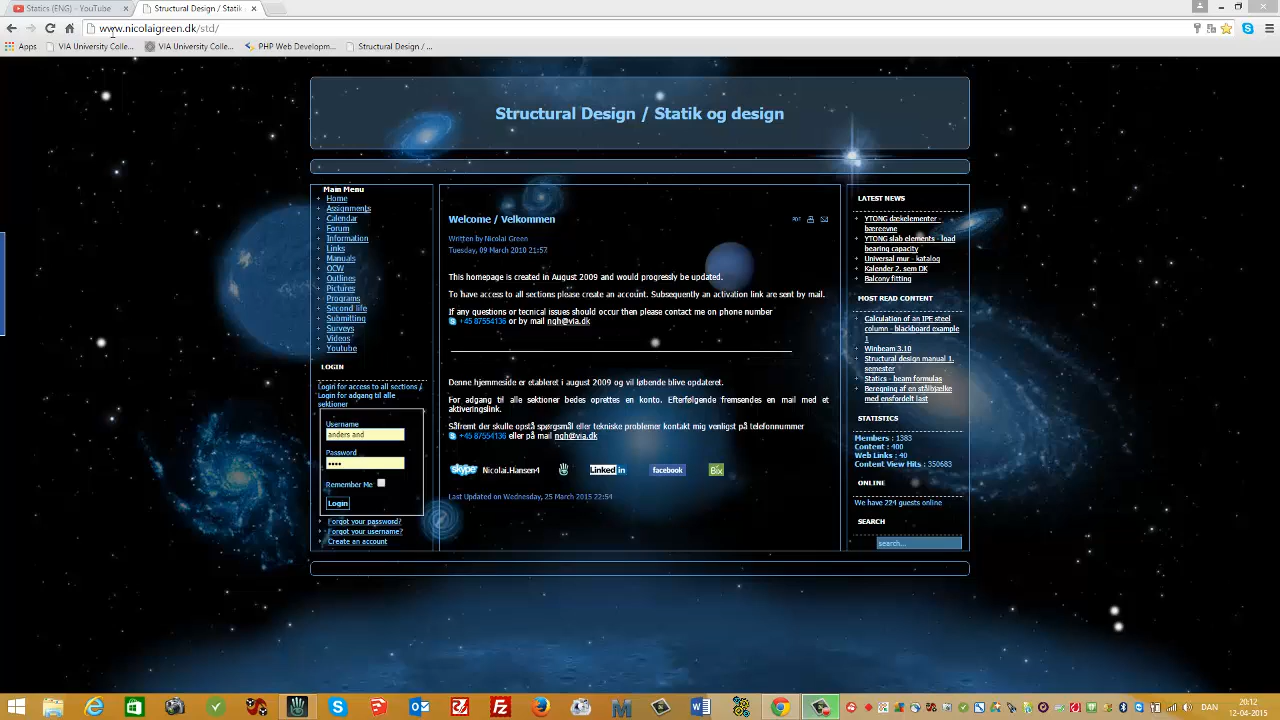 Statics (ENG) - YouTube
Structural Design / Statik
www.nicolaigreen.dk/std/
Apps
VIA University Colle...
VIA University Colle...
PHP Web Developm...
Structural Design / ...
Structural Design / Statik og design
Main Menu
Home
Assignments
Calendar
Forum
Information
Links
Manuals
OCW
Outlines
Pictures
Programs
Second life
Submitting
Surveys
Videos
Youtube
LOGIN
Login for access to all sections /
Login for adgang til alle
sektioner
Username
anders and
Password
••••
Remember Me
Login
Forgot your password?
Forgot your username?
Create an account
Welcome / Velkommen
PDF
Written by Nicolai Green
Tuesday, 09 March 2010 21:57
This homepage is created in August 2009 and would progressively be updated.
To have access to all sections please create an account. Subsequently an activation link are sent by mail.
If any questions or tecnical issues should occur then please contact me on phone number
+45 87554136 or by mail ngh@via.dk
Denne hjemmeside er etableret i august 2009 og vil løbende blive opdateret.
For adgang til alle sektioner bedes oprettes en konto. Efterfølgende fremsendes en mail med et
aktiveringslink.
Såfremt der skulle opstå spørgsmål eller tekniske problemer kontakt mig venligst på telefonnummer
+45 87554136 eller på mail ngh@via.dk
skype Nicolai.Hansen4
Linked in
facebook
Bix
Last Updated on Wednesday, 25 March 2015 22:54
LATEST NEWS
YTONG dækelementer -
bæreevne
YTONG slab elements - load
bearing capacity
Universal mur - katalog
Kalender 2. sem DK
Balcony fitting
MOST READ CONTENT
Calculation of an IPE steel
column - blackboard example
1
Winbeam 3.10
Structural design manual 1.
semester
Statics - beam formulas
Beregning af en stålbjælke
med ensfordelt last
STATISTICS
Members : 1383
Content : 400
Web Links : 40
Content View Hits : 350683
ONLINE
We have 224 guests online
SEARCH
search...
DAN
20:12
12-04-2015